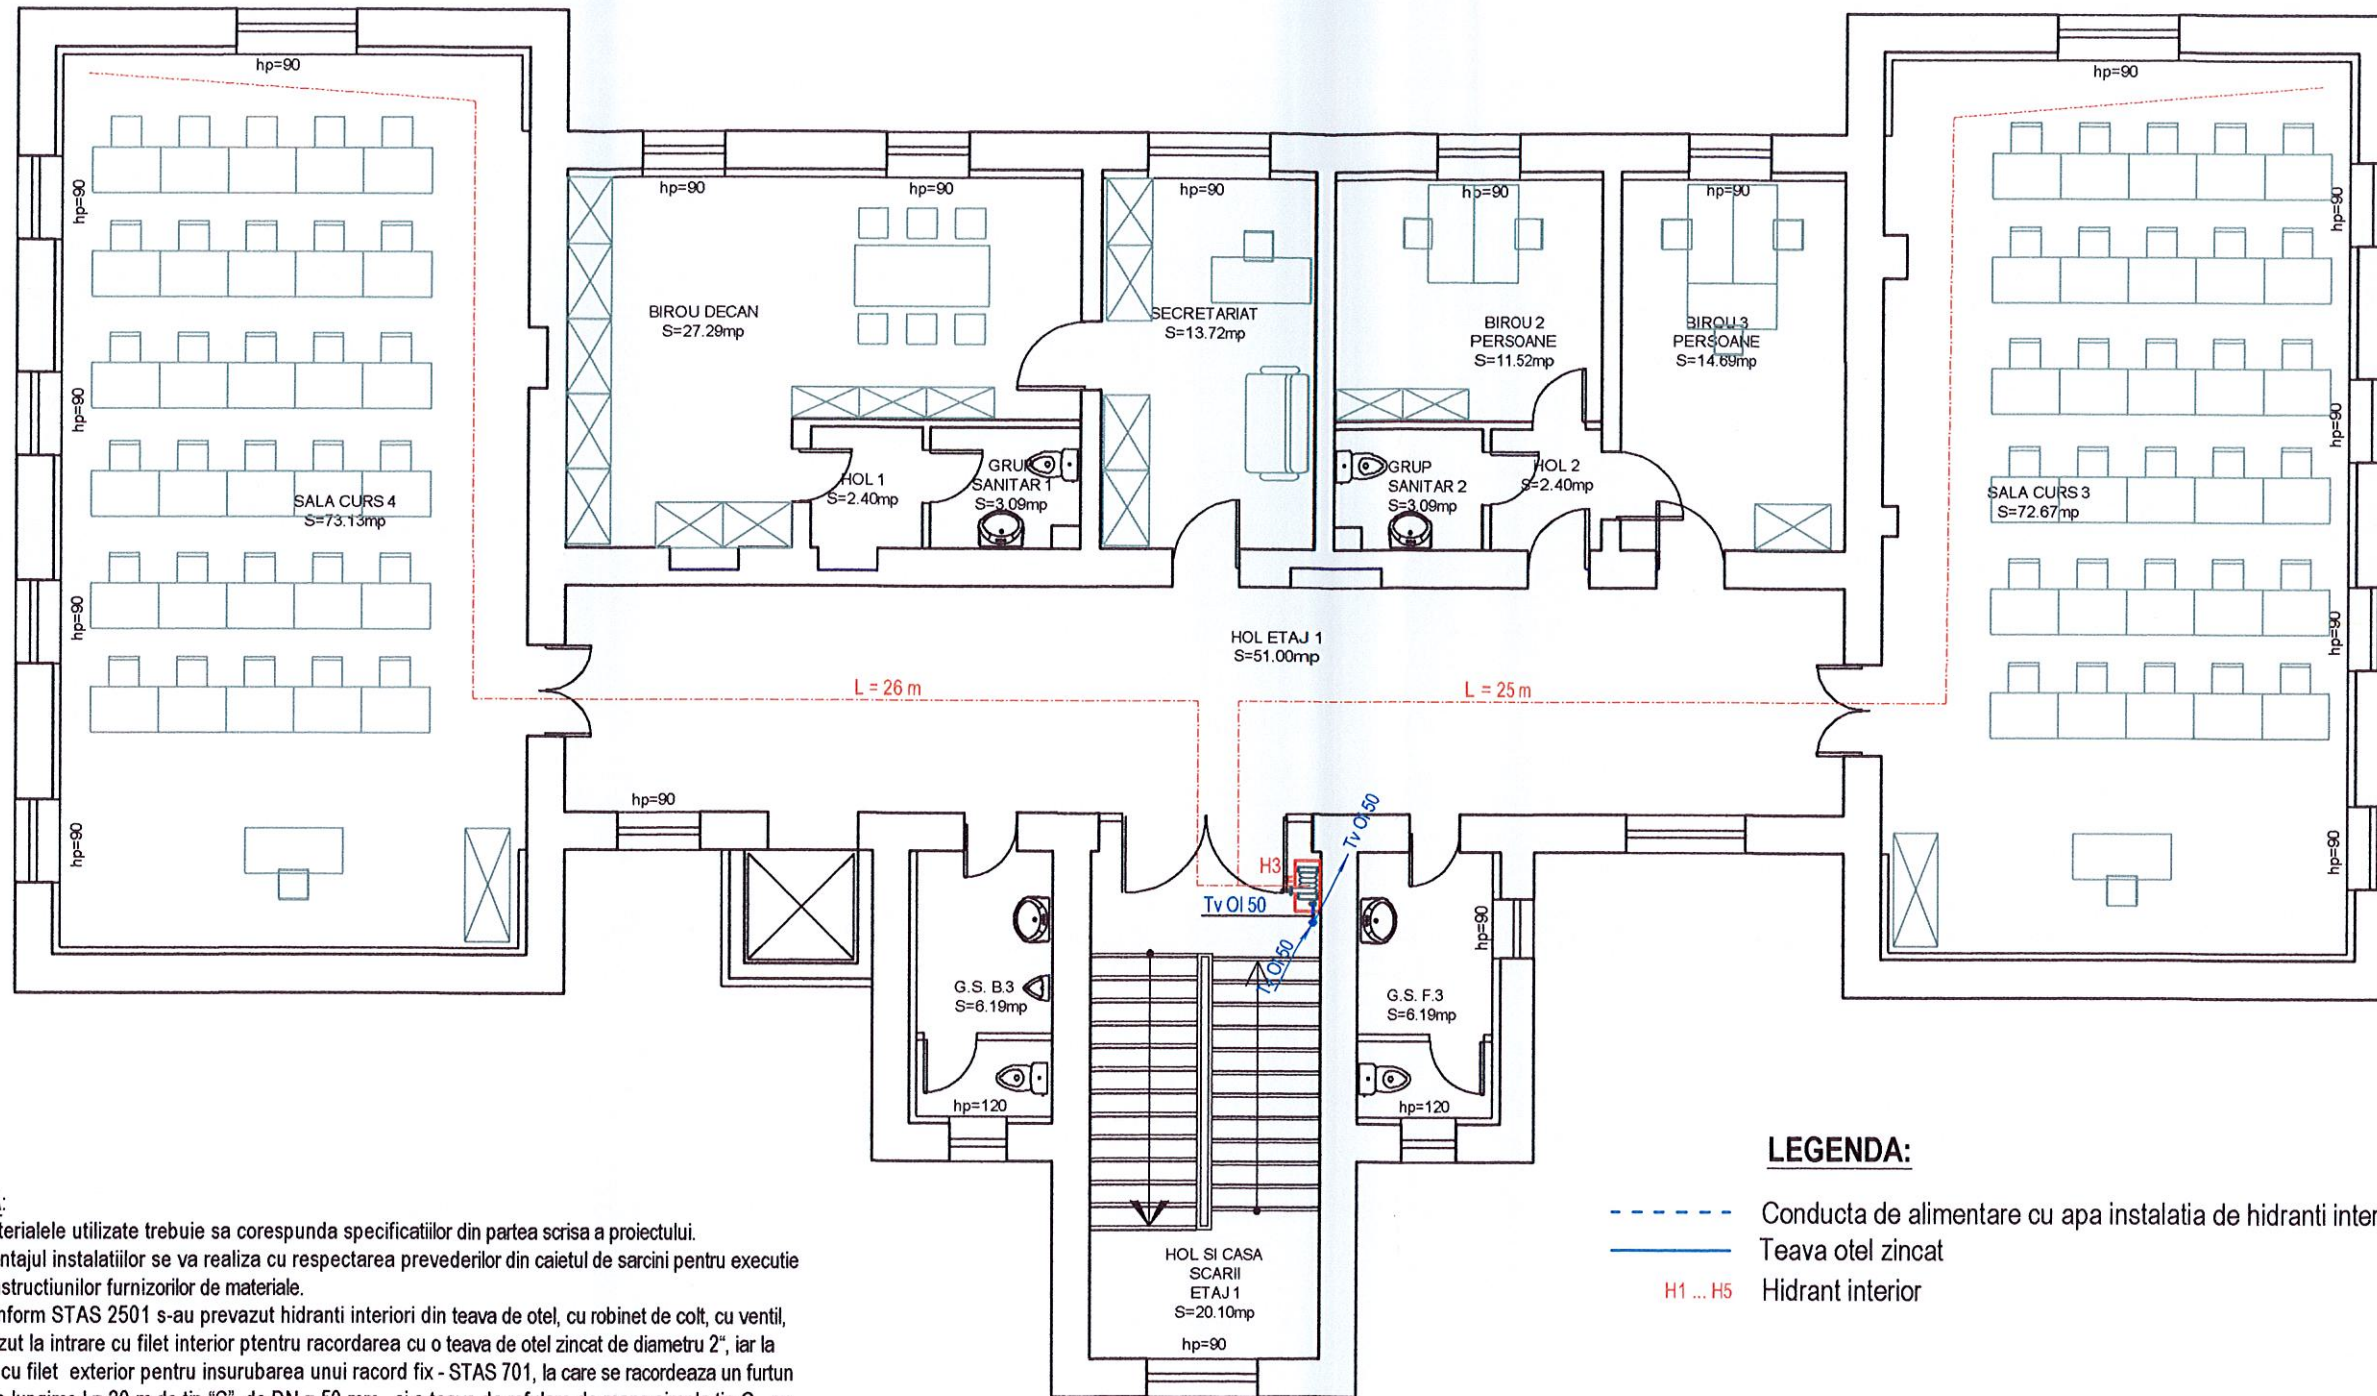 hp=90
hp=90
hp=90
hp=90
hp=90
hp=90
hp=90
hp=90
hp=90
hp=90
hp=90
BIROU DECAN
S=27.29mp
SECRETARIAT
S=13.72mp
BIROU 2
PERSOANE
S=11.52mp
BIROU 3
PERSOANE
S=14.69mp
hp=90
hp=90
HOL 1
S=2.40mp
GRUP
SANITAR 1
S=3.09mp
GRUP
SANITAR 2
S=3.09mp
HOL 2
S=2.40mp
SALA CURS 4
S=73.13mp
SALA CURS 3
S=72.67mp
hp=90
hp=90
HOL ETAJ 1
S=51.00mp
L = 26 m
L = 25 m
hp=90
hp=90
Tv Ol 50
H3
Tv Ol 50
Tv Ol 50
hp=90
G.S. B.3
S=6.19mp
G.S. F.3
S=6.19mp
hp=120
hp=120
HOL SI CASA
SCARII
ETAJ 1
S=20.10mp
hp=90
LEGENDA:
Conducta de alimentare cu apa instalatia de hidranti inter
Teava otel zincat
H1 ... H5 Hidrant interior
terialele utilizate trebuie sa corespunda specificatiilor din partea scrisa a proiectului.
ntajul instalatiilor se va realiza cu respectarea prevederilor din caietul de sarcini pentru executie
structiunilor furnizorilor de materiale.
nform STAS 2501 s-au prevazut hidranti interiori din teava de otel, cu robinet de colt, cu ventil,
zut la intrare cu filet interior ptentru racordarea cu o teava de otel zincat de diametru 2“, iar la
cu filet exterior pentru insurubarea unui racord fix - STAS 701, la care se racordeaza un furtun